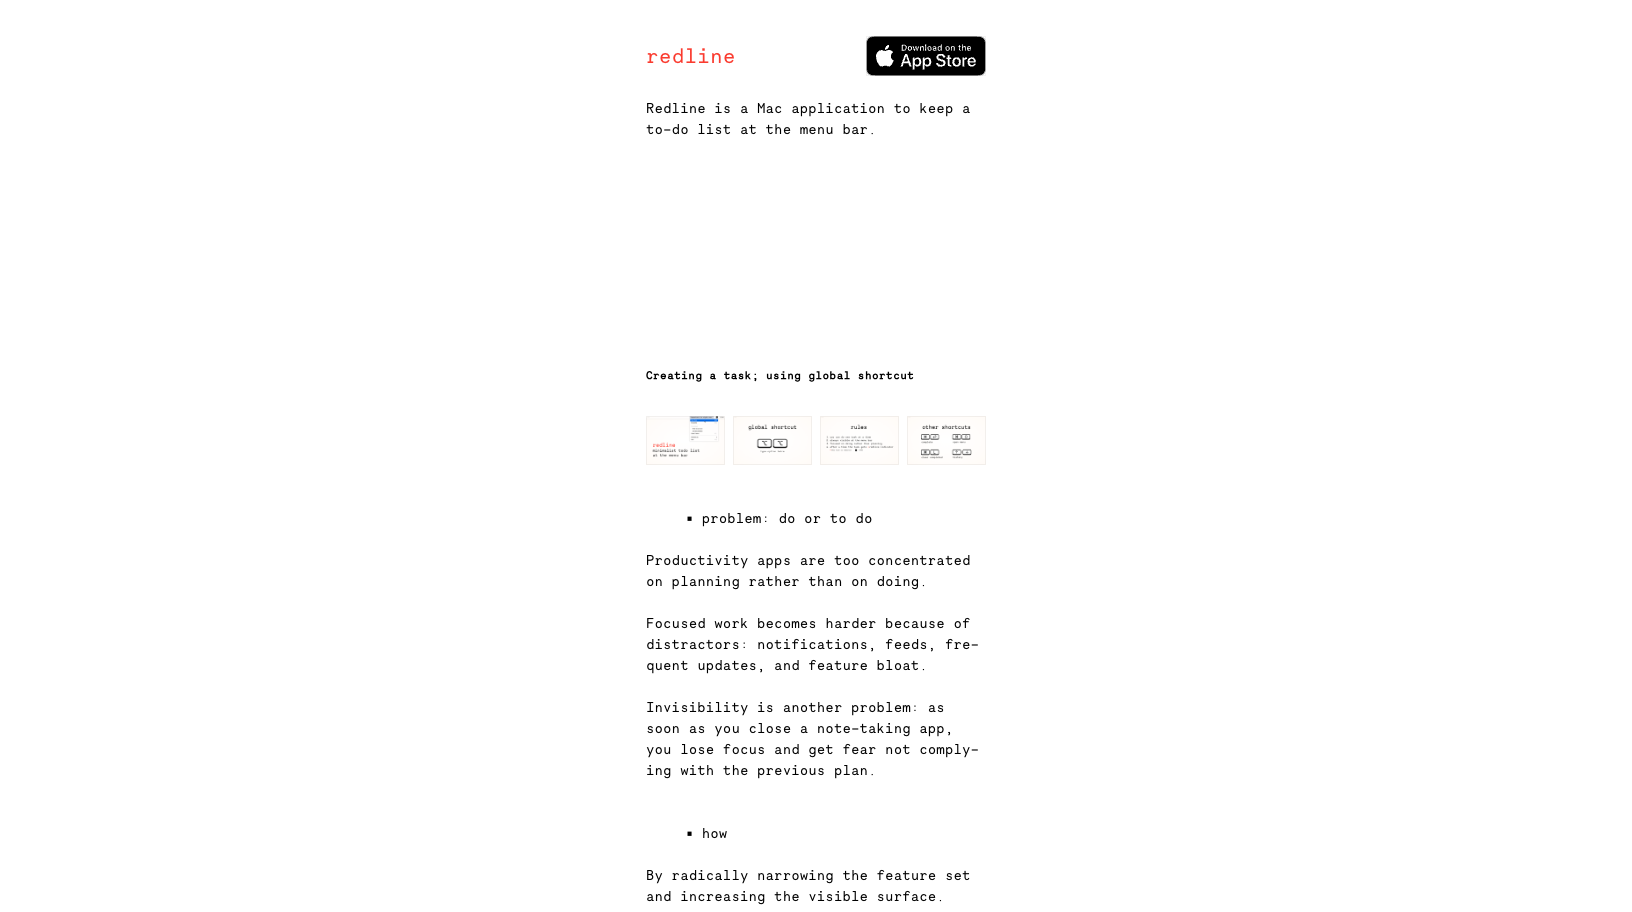 redline
Download on the
App Store
Redline is a Mac application to keep a
to-do list at the menu bar.
Creating a task; using global shortcut
redline
minimalist todo list
at the menu bar
global shortcut
rules
other shortcuts
▪ problem: do or to do
Productivity apps are too concentrated
on planning rather than on doing.
Focused work becomes harder because of
distractors: notifications, feeds, fre-
quent updates, and feature bloat.
Invisibility is another problem: as
soon as you close a note-taking app,
you lose focus and get fear not comply-
ing with the previous plan.
▪ how
By radically narrowing the feature set
and increasing the visible surface.